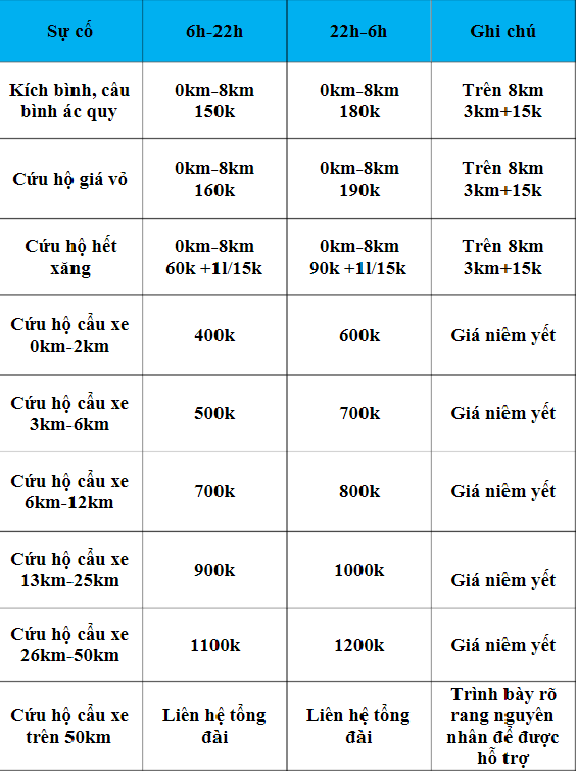 Sự cố
6h-22h
22h-6h
Ghi chú
Kích bình, câu
bình ác quy
0km-8km
150k
0km-8km
180k
Trên 8km
3km+15k
Cứu hộ giá vỏ
0km-8km
160k
0km-8km
190k
Trên 8km
3km+15k
Cứu hộ hết
xăng
0km-8km
60k +1l/15k
0km-8km
90k +1l/15k
Trên 8km
3km+15k
Cứu hộ cẩu xe
0km-2km
400k
600k
Giá niêm yết
Cứu hộ cẩu xe
3km-6km
500k
700k
Giá niêm yết
Cứu hộ cẩu xe
6km-12km
700k
800k
Giá niêm yết
Cứu hộ cẩu xe
13km-25km
900k
1000k
Giá niêm yết
Cứu hộ cẩu xe
26km-50km
1100k
1200k
Giá niêm yết
Cứu hộ cẩu xe
trên 50km
Liên hệ tổng
đài
Liên hệ tổng
đài
Trình bày rõ
rang nguyên
nhân để được
hỗ trợ